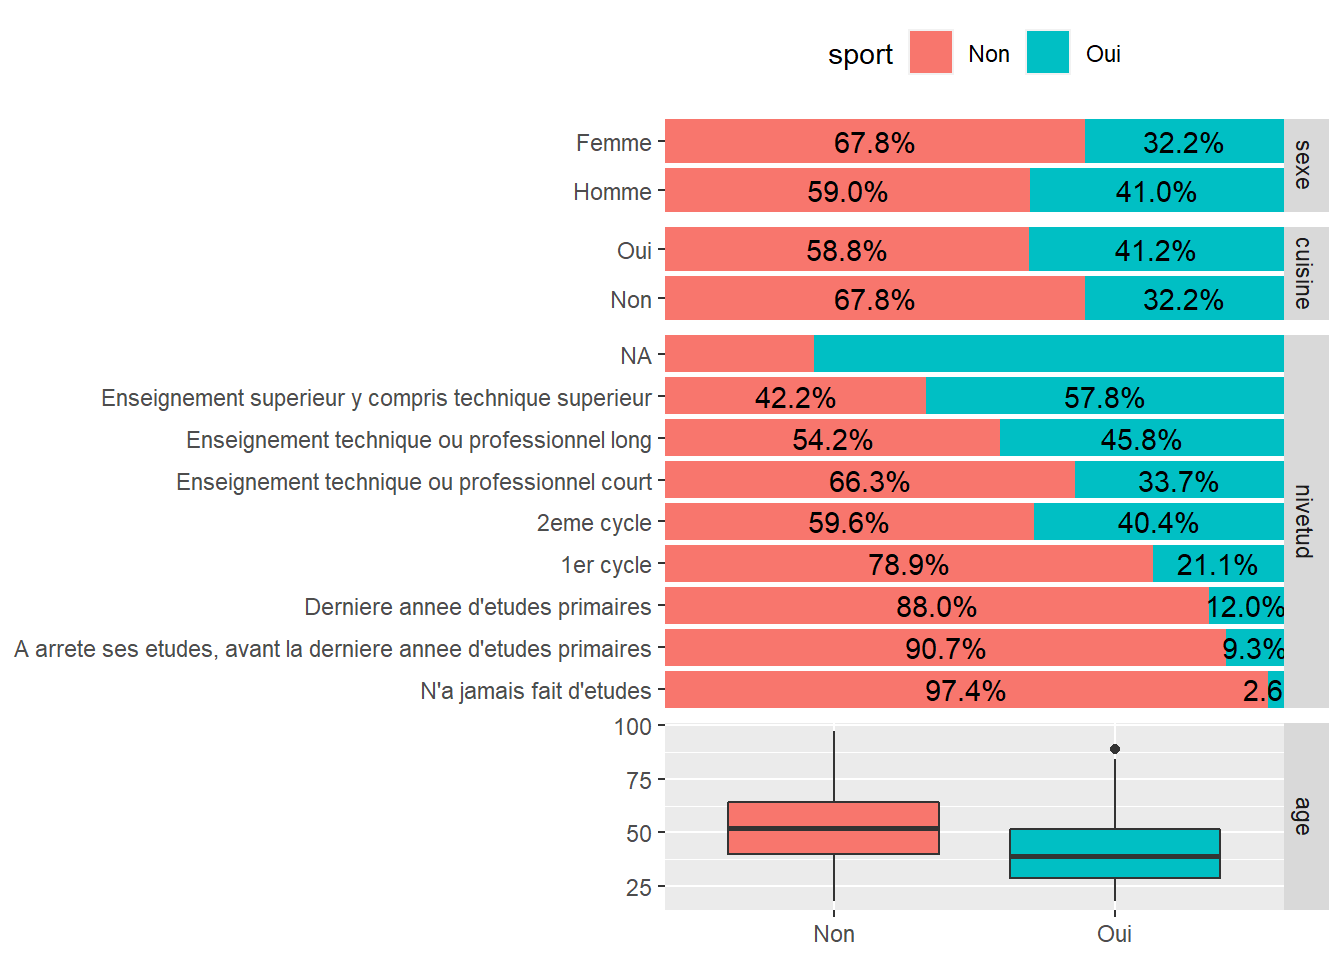 sport Non Oui
Femme 67.8% 32.2%
Homme 59.0% 41.0%
sexe
Oui 58.8% 41.2%
Non 67.8% 32.2%
cuisine
NA
Enseignement superieur y compris technique superieur 42.2% 57.8%
Enseignement technique ou professionnel long 54.2% 45.8%
Enseignement technique ou professionnel court 66.3% 33.7%
2eme cycle 59.6% 40.4%
1er cycle 78.9% 21.1%
Derniere annee d'etudes primaires 88.0% 12.0%
A arrete ses etudes, avant la derniere annee d'etudes primaires 90.7% 9.3%
N'a jamais fait d'etudes 97.4% 2.6
nivetud
100
75
50
25
age
Non Oui